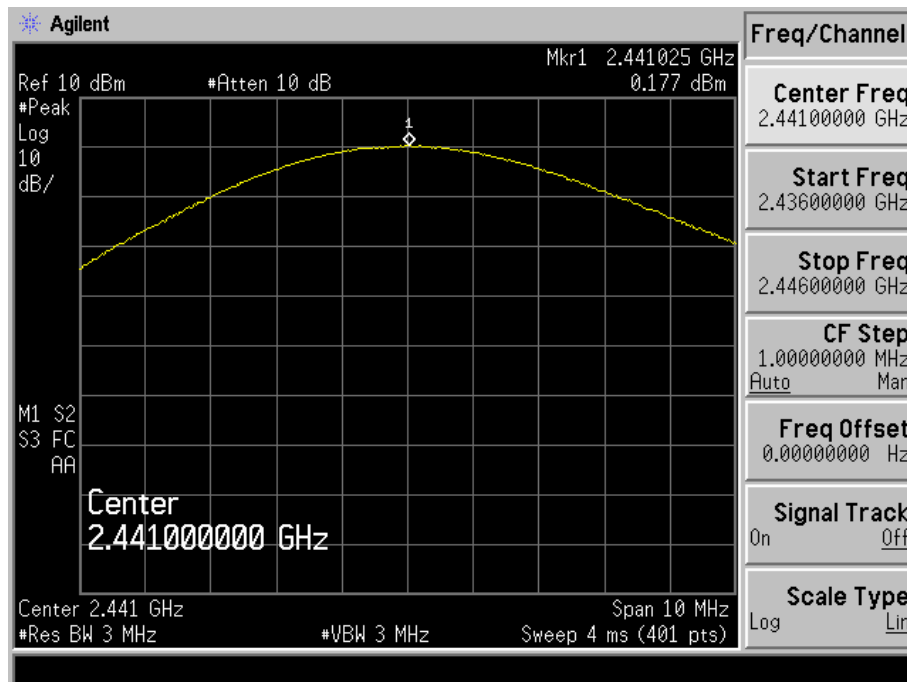 Agilent
Freq/Channel
Mkr1 2.441025 GHz
Ref 10 dBm #Atten 10 dB 0.177 dBm
#Peak
Log
10
dB/
1
M1 S2
S3 FC
AA
Center
2.441000000 GHz
Center 2.441 GHz Span 10 MHz
#Res BW 3 MHz #VBW 3 MHz Sweep 4 ms (401 pts)
Center Freq
2.44100000 GHz
Start Freq
2.43600000 GHz
Stop Freq
2.44600000 GHz
CF Step
1.00000000 MHz
Auto Man
Freq Offset
0.00000000 Hz
Signal Track
On Off
Scale Type
Log Lin